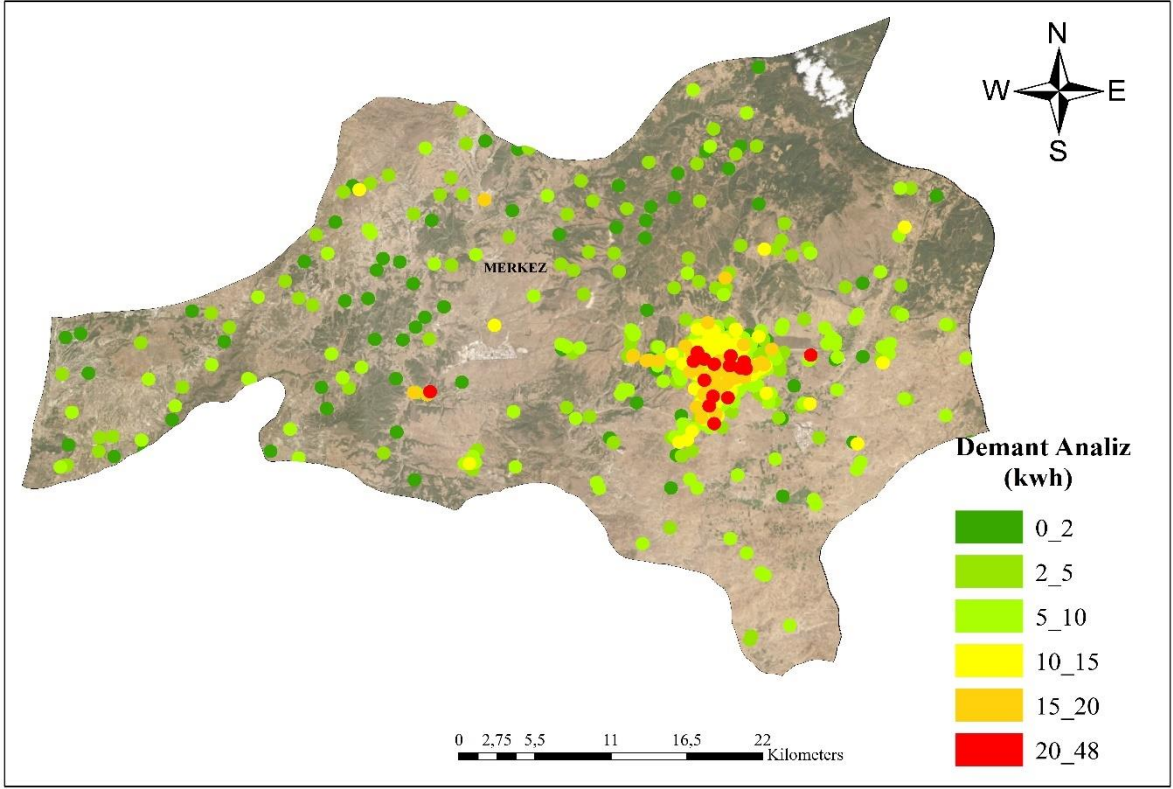 N
W E
S
MERKEZ
Demant Analiz
(kwh)
0_2
2_5
5_10
10_15
15_20
20_48
0 2,75 5,5 11 16,5 22
Kilometers